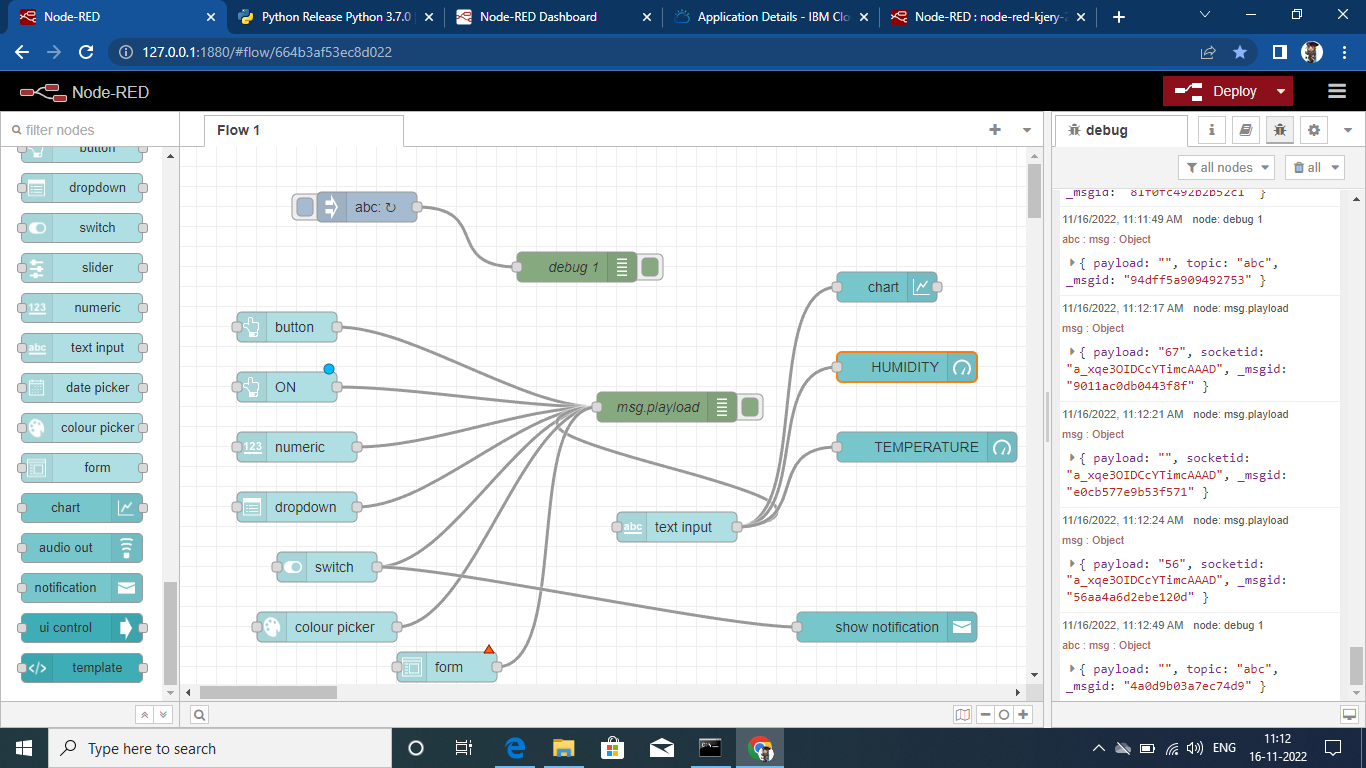 Node-RED
Python Release Python 3.7.0 |
Node-RED Dashboard
Application Details - IBM Clo
Node-RED : node-red-kjery-2
127.0.0.1:1880/#flow/664b3af53ec8d022
Node-RED
Deploy
filter nodes
button
dropdown
switch
slider
123 numeric
abc text input
date picker
colour picker
form
chart
audio out
notification
ui control
</> template
Flow 1
abc: ↻
debug 1
button
ON
123 numeric
dropdown
switch
colour picker
form
msg.playload
abc text input
chart
HUMIDITY
TEMPERATURE
show notification
debug
i
all nodes
all
_msgid: "81f0fc492b2b52c1" }
11/16/2022, 11:11:49 AM node: debug 1
abc : msg : Object
{ payload: "", topic: "abc",
_msgid: "94dff5a909492753" }
11/16/2022, 11:12:17 AM node: msg.playload
msg : Object
{ payload: "67", socketid:
"a_xqe3OIDCcYTimcAAAD", _msgid:
"9011ac0db0443f8f" }
11/16/2022, 11:12:21 AM node: msg.playload
msg : Object
{ payload: "", socketid:
"a_xqe3OIDCcYTimcAAAD", _msgid:
"e0cb577e9b53f571" }
11/16/2022, 11:12:24 AM node: msg.playload
msg : Object
{ payload: "56", socketid:
"a_xqe3OIDCcYTimcAAAD", _msgid:
"56aa4a6d2ebe120d" }
11/16/2022, 11:12:49 AM node: debug 1
abc : msg : Object
{ payload: "", topic: "abc",
_msgid: "4a0d9b03a7ec74d9" }
Type here to search
ENG
11:12
16-11-2022